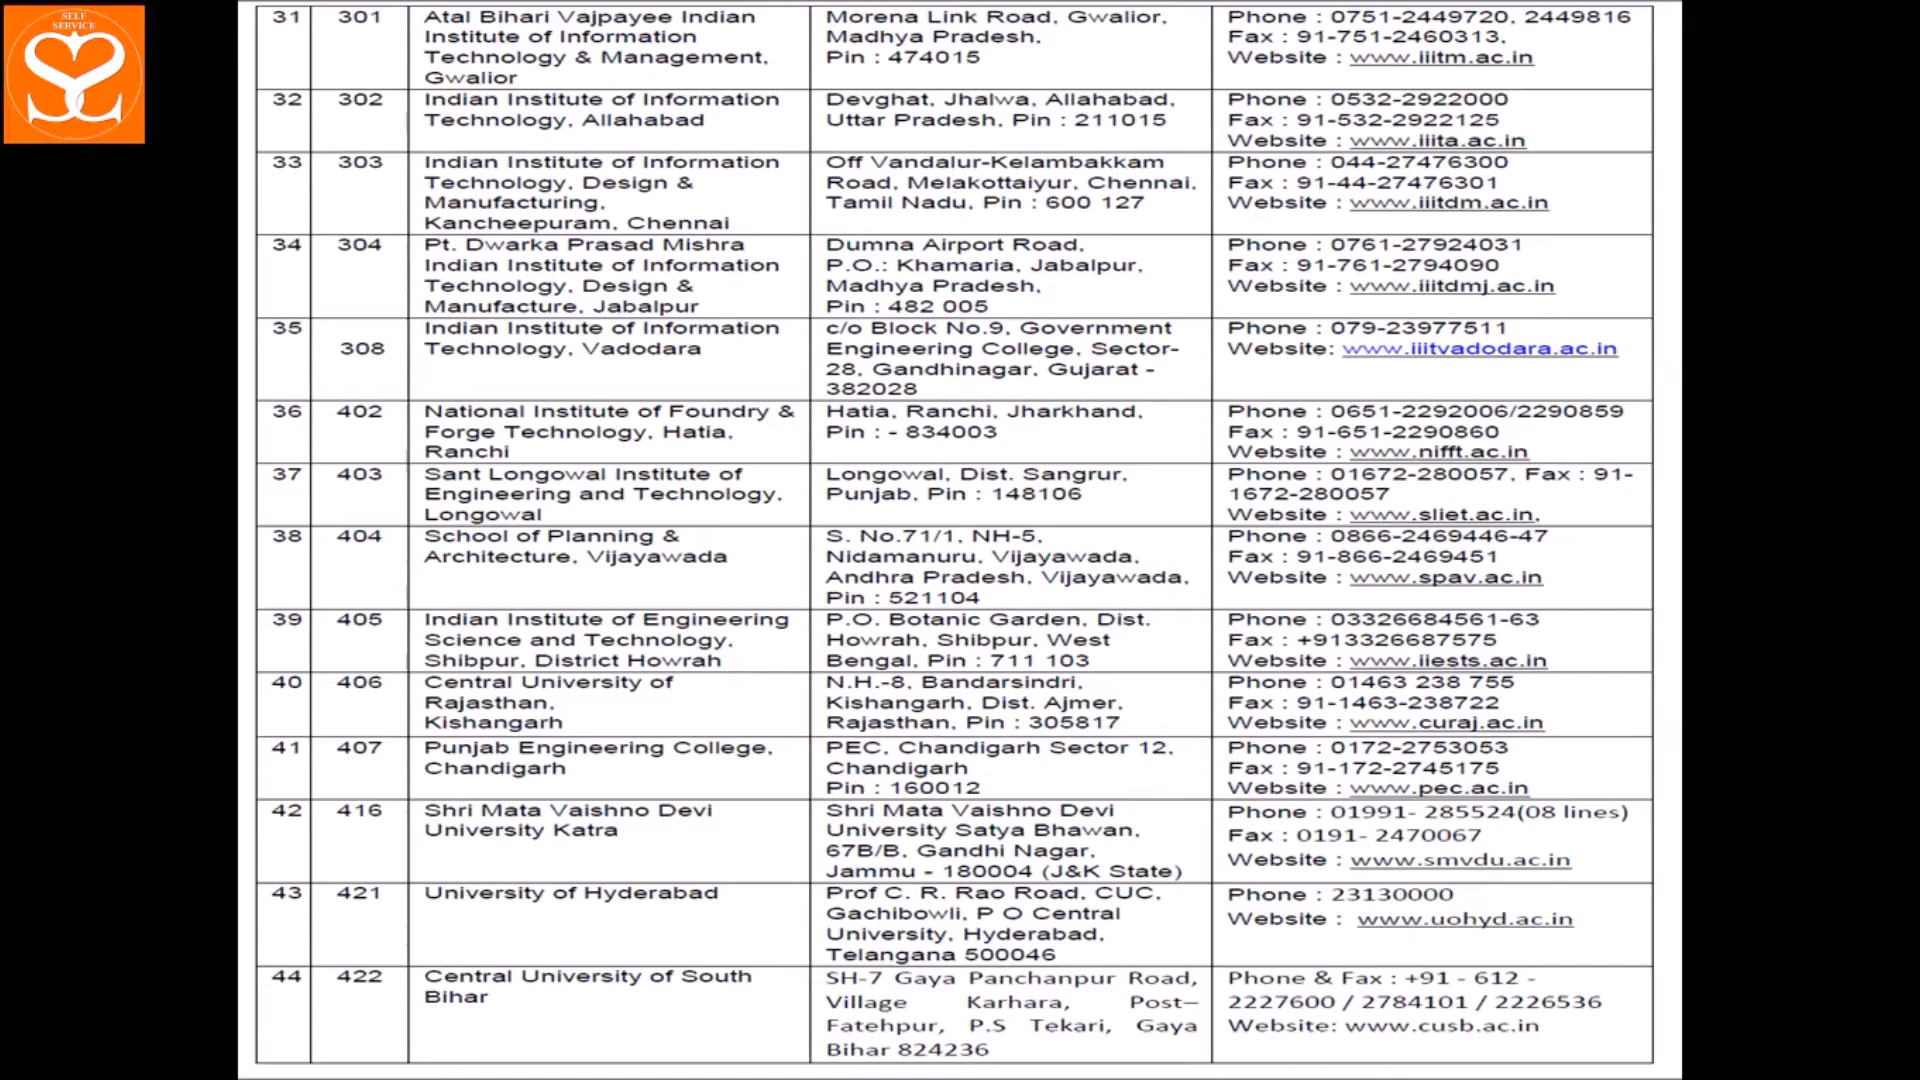 SELF
SERVICE
31 301 Atal Bihari Vajpayee Indian Morena Link Road, Gwalior, Phone : 0751-2449720, 2449816
Institute of Information Madhya Pradesh, Fax : 91-751-2460313,
Technology & Management, Pin : 474015 Website : www.iiitm.ac.in
Gwalior
32 302 Indian Institute of Information Devghat, Jhalwa, Allahabad, Phone : 0532-2922000
Technology, Allahabad Uttar Pradesh, Pin : 211015 Fax : 91-532-2922125
Website : www.iiita.ac.in
33 303 Indian Institute of Information Off Vandalur-Kelambakkam Phone : 044-27476300
Technology, Design & Road, Melakottaiyur, Chennai, Fax : 91-44-27476301
Manufacturing, Tamil Nadu, Pin : 600 127 Website : www.iiitdm.ac.in
Kancheepuram, Chennai
34 304 Pt. Dwarka Prasad Mishra Dumna Airport Road, Phone : 0761-27924031
Indian Institute of Information P.O.: Khamaria, Jabalpur, Fax : 91-761-2794090
Technology, Design & Madhya Pradesh, Website : www.iiitdmj.ac.in
Manufacture, Jabalpur Pin : 482 005
35 Indian Institute of Information c/o Block No.9, Government Phone : 079-23977511
308 Technology, Vadodara Engineering College, Sector- Website: www.iiitvadodara.ac.in
28, Gandhinagar, Gujarat -
382028
36 402 National Institute of Foundry & Hatia, Ranchi, Jharkhand, Phone : 0651-2292006/2290859
Forge Technology, Hatia, Pin : - 834003 Fax : 91-651-2290860
Ranchi Website : www.nifft.ac.in
37 403 Sant Longowal Institute of Longowal, Dist. Sangrur, Phone : 01672-280057, Fax : 91-
Engineering and Technology, Punjab, Pin : 148106 1672-280057
Longowal Website : www.sliet.ac.in,
38 404 School of Planning & S. No.71/1, NH-5, Phone : 0866-2469446-47
Architecture, Vijayawada Nidamanuru, Vijayawada, Fax : 91-866-2469451
Andhra Pradesh, Vijayawada, Website : www.spav.ac.in
Pin : 521104
39 405 Indian Institute of Engineering P.O. Botanic Garden, Dist. Phone : 03326684561-63
Science and Technology, Howrah, Shibpur, West Fax : +913326687575
Shibpur, District Howrah Bengal, Pin : 711 103 Website : www.iiests.ac.in
40 406 Central University of N.H.-8, Bandarsindri, Phone : 01463 238 755
Rajasthan, Kishangarh, Dist. Ajmer, Fax : 91-1463-238722
Kishangarh Rajasthan, Pin : 305817 Website : www.curaj.ac.in
41 407 Punjab Engineering College, PEC, Chandigarh Sector 12, Phone : 0172-2753053
Chandigarh Chandigarh Fax : 91-172-2745175
Pin : 160012 Website : www.pec.ac.in
42 416 Shri Mata Vaishno Devi Shri Mata Vaishno Devi Phone : 01991- 285524(08 lines)
University Katra University Satya Bhawan, Fax : 0191- 2470067
67B/B, Gandhi Nagar, Website : www.smvdu.ac.in
Jammu - 180004 (J&K State)
43 421 University of Hyderabad Prof C. R. Rao Road, CUC, Phone : 23130000
Gachibowli, P O Central Website : www.uohyd.ac.in
University, Hyderabad,
Telangana 500046
44 422 Central University of South SH-7 Gaya Panchanpur Road, Phone & Fax : +91 - 612 -
Bihar Village Karhara, Post– 2227600 / 2784101 / 2226536
Fatehpur, P.S Tekari, Gaya Website: www.cusb.ac.in
Bihar 824236